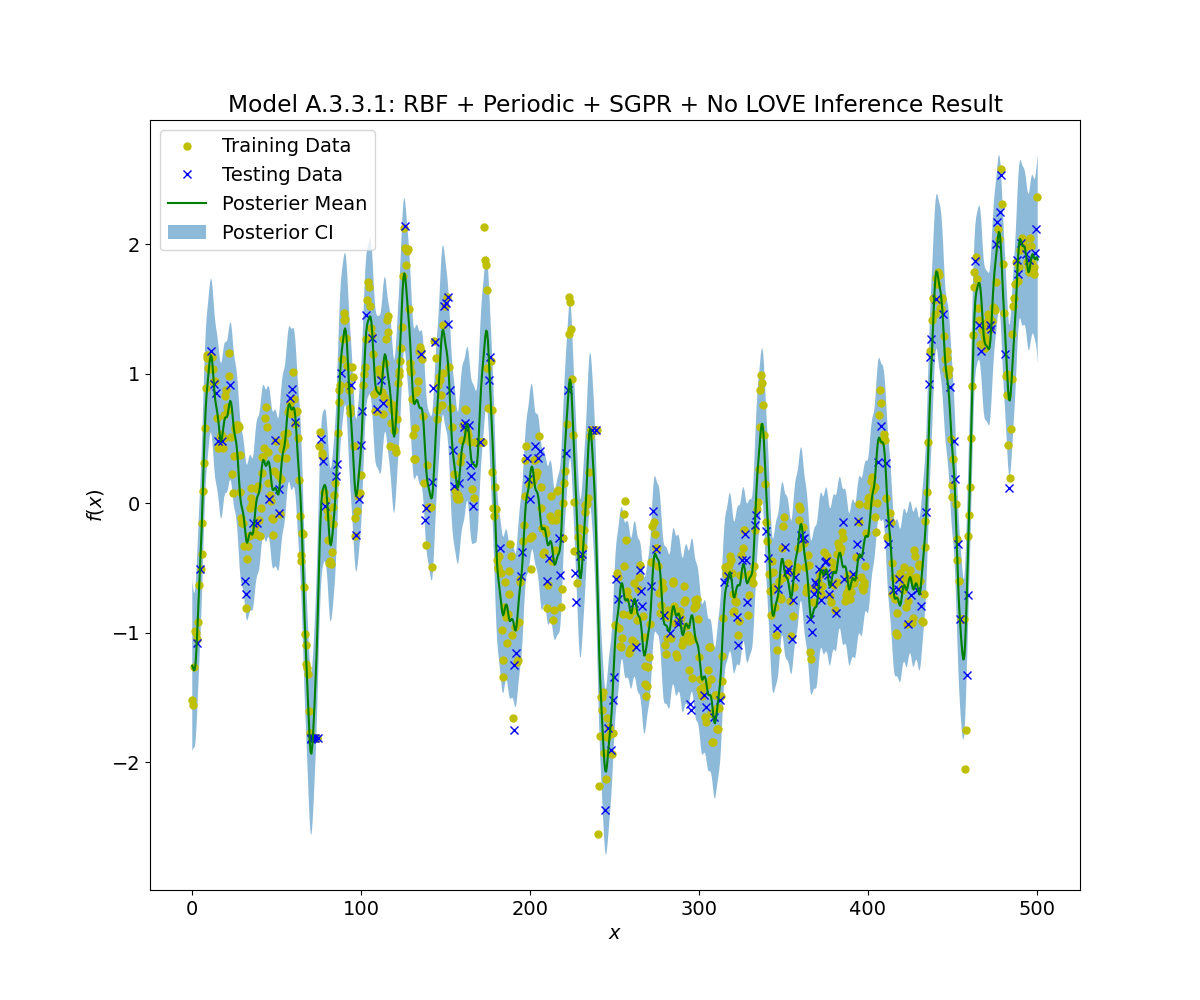 Model A.3.3.1: RBF + Periodic + SGPR + No LOVE Inference Result
Training Data
Testing Data
Posterier Mean
Posterior CI
2
1
0
−1
−2
f(x)
0 100 200 300 400 500
x